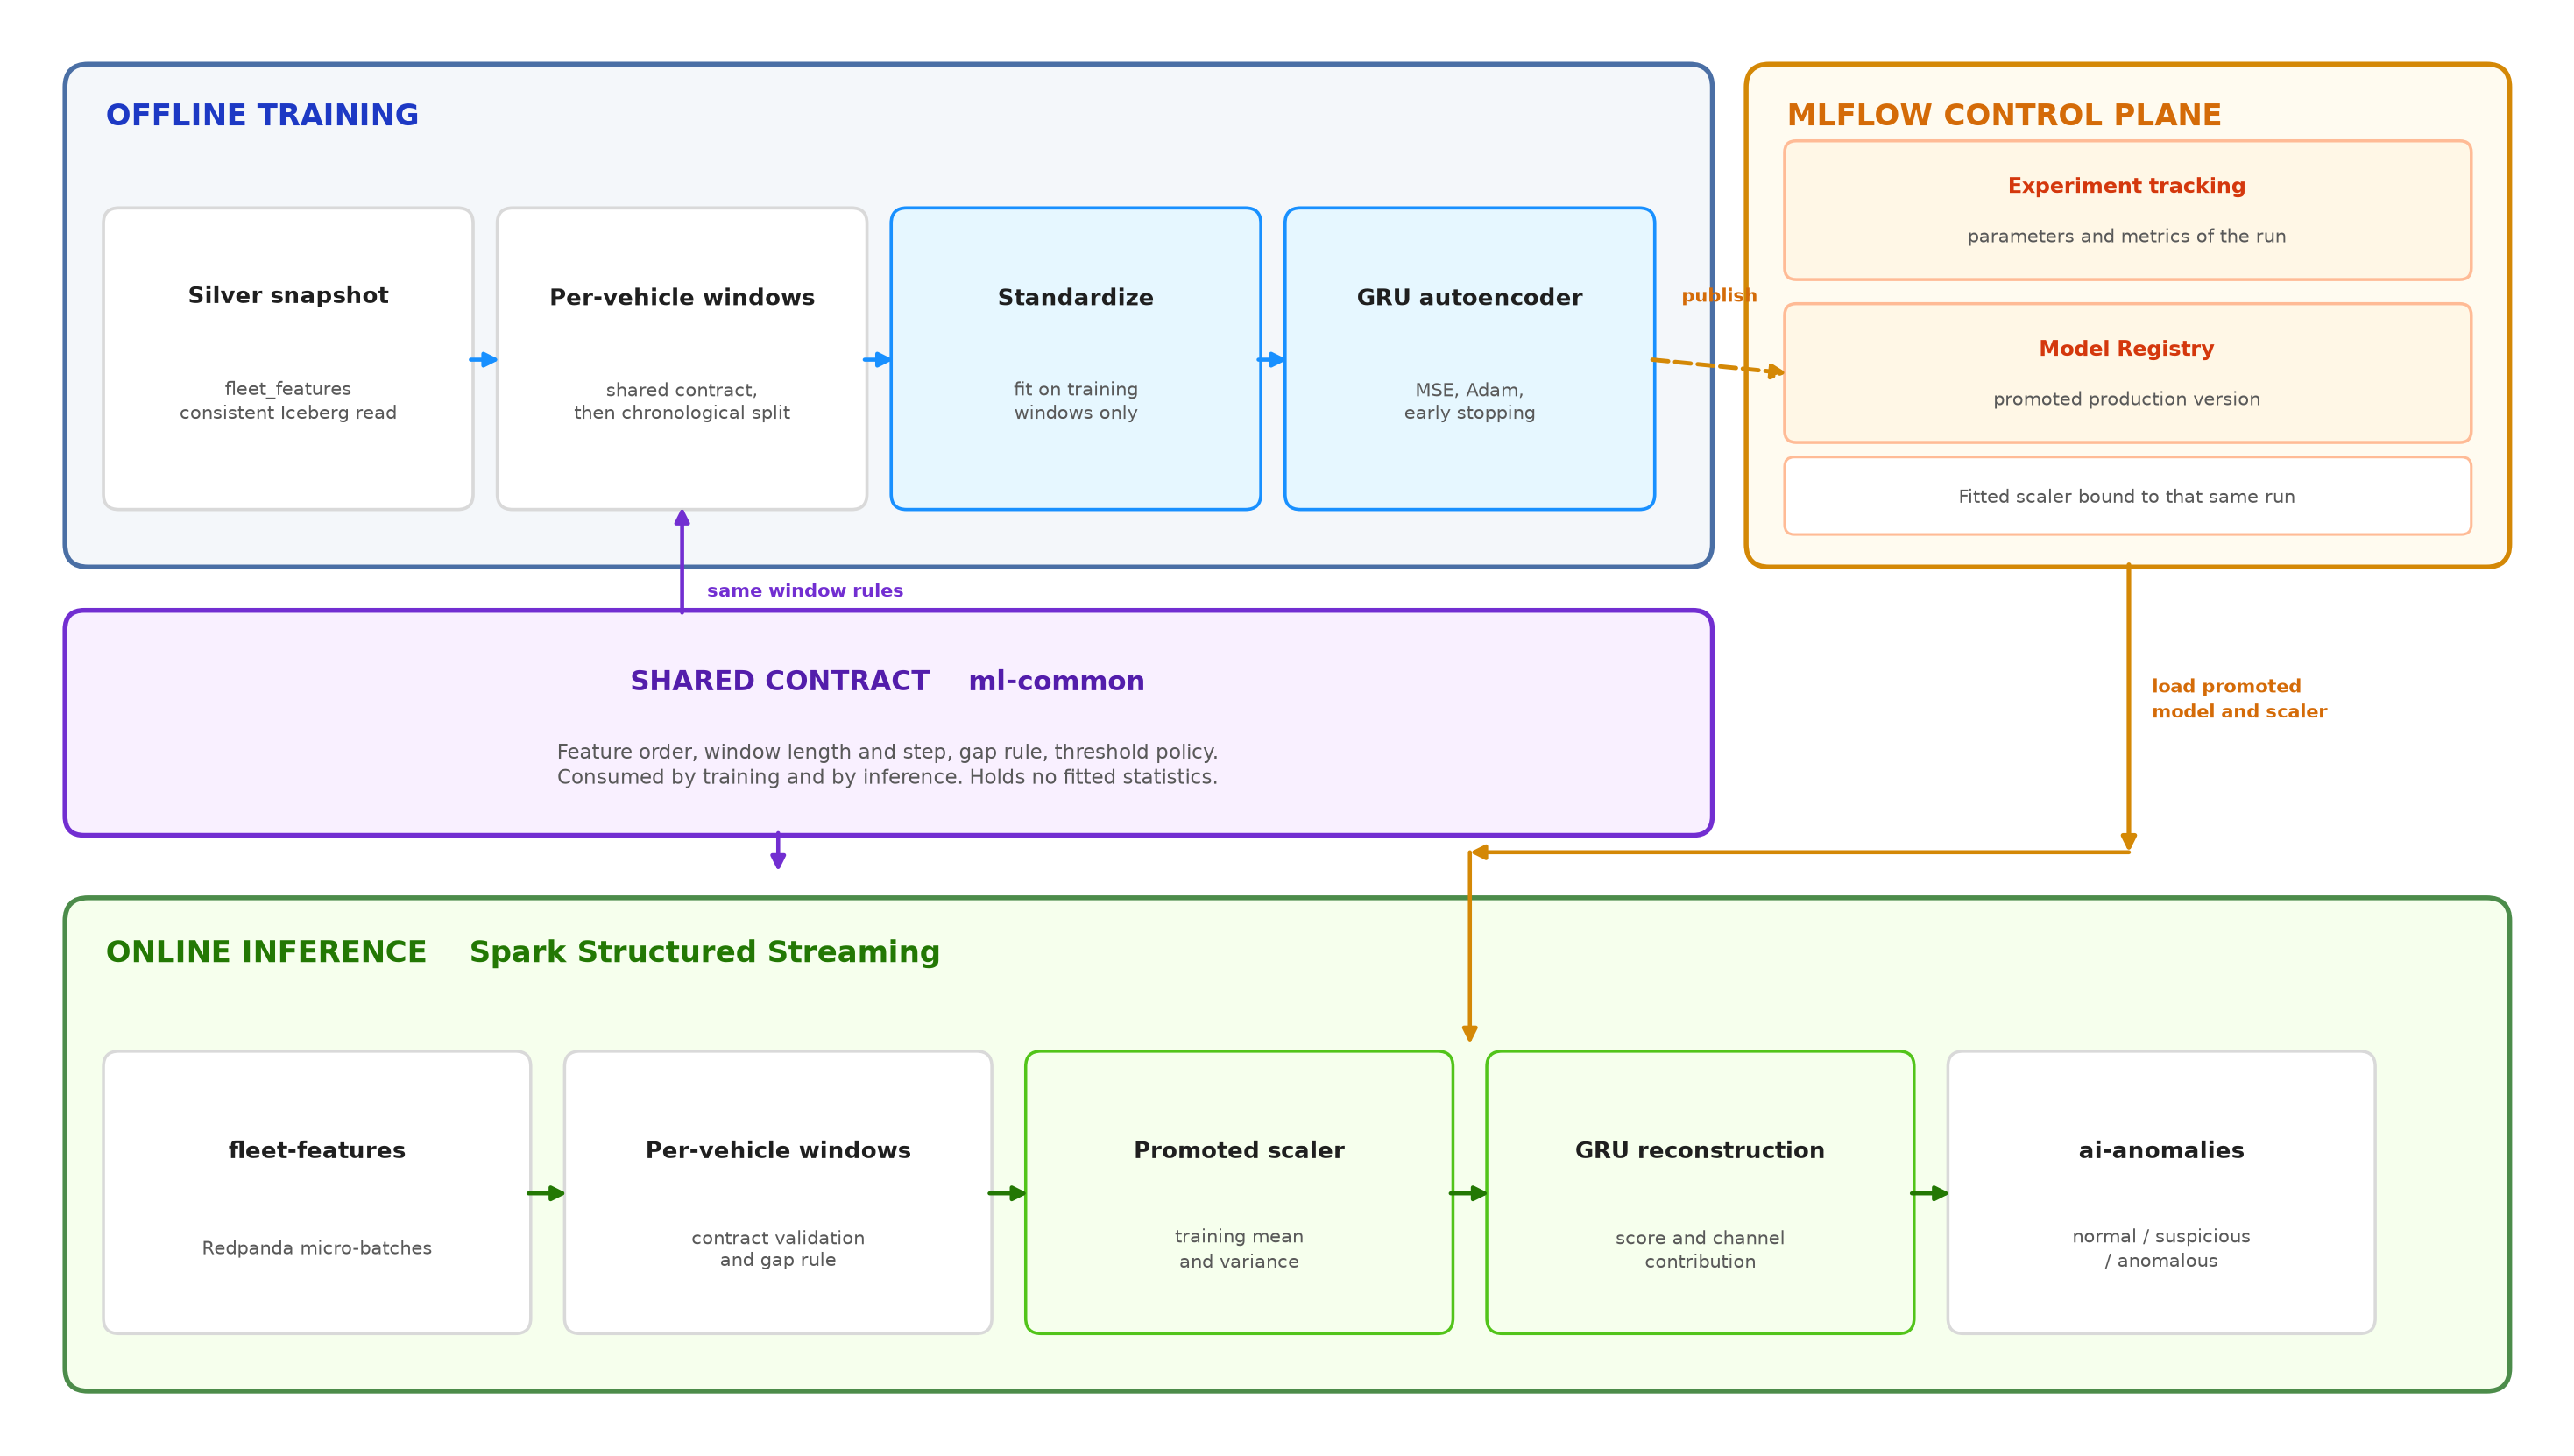 OFFLINE TRAINING
Silver snapshot
fleet_features
consistent Iceberg read
Per-vehicle windows
shared contract,
then chronological split
Standardize
fit on training
windows only
GRU autoencoder
MSE, Adam,
early stopping
publish
MLFLOW CONTROL PLANE
Experiment tracking
parameters and metrics of the run
Model Registry
promoted production version
Fitted scaler bound to that same run
same window rules
SHARED CONTRACT ml-common
Feature order, window length and step, gap rule, threshold policy.
Consumed by training and by inference. Holds no fitted statistics.
load promoted
model and scaler
ONLINE INFERENCE Spark Structured Streaming
fleet-features
Redpanda micro-batches
Per-vehicle windows
contract validation
and gap rule
Promoted scaler
training mean
and variance
GRU reconstruction
score and channel
contribution
ai-anomalies
normal / suspicious
/ anomalous